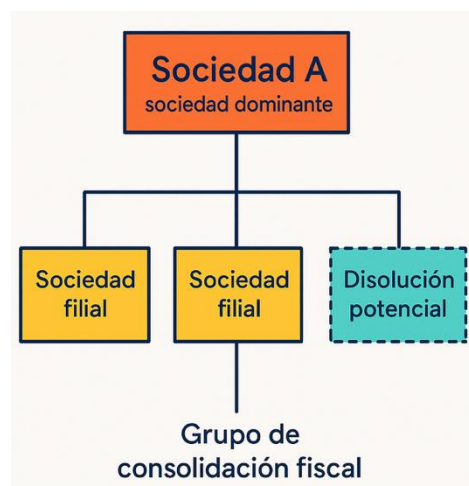 Sociedad A
sociedad dominante
Sociedad
filial
Sociedad
filial
Disolución
potencial
Grupo de
consolidación fiscal